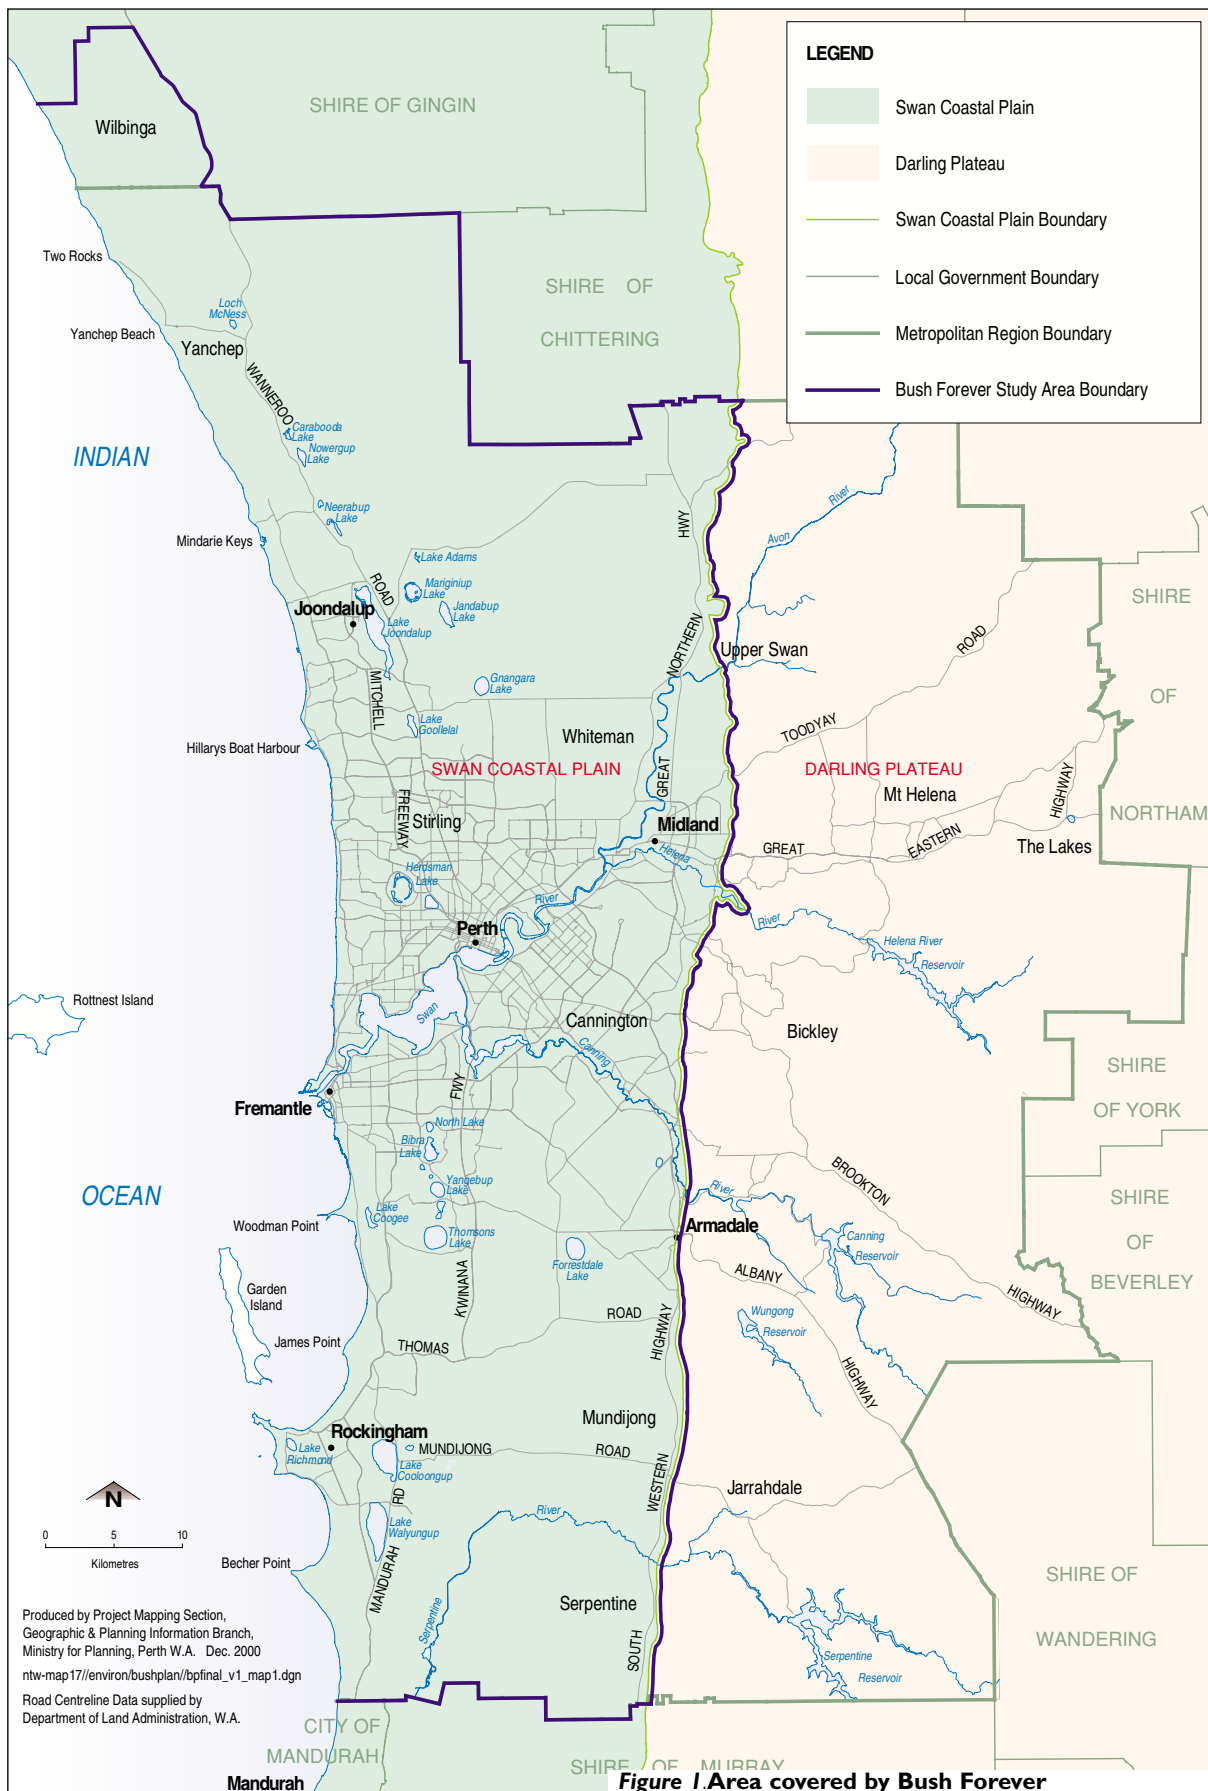 LEGEND
Swan Coastal Plain
Darling Plateau
Swan Coastal Plain Boundary
Local Government Boundary
Metropolitan Region Boundary
Bush Forever Study Area Boundary
SHIRE OF GINGIN
Wilbinga
Two Rocks
SHIRE OF
CHITTERING
Loch
McNess
Yanchep Beach
Yanchep
WANNEROO
Carabooda
Lake
Nowergup
Lake
INDIAN
River
Neerabup
Lake
HWY
Avon
Mindarie Keys
Lake Adams
ROAD
Mariginiup
Lake
Jandabup
Lake
SHIRE
Joondalup
Lake
Joondalup
NORTHERN
ROAD
Upper Swan
MITCHELL
Gnangara
Lake
OF
Lake
Goollelal
TOODYAY
Whiteman
Hillarys Boat Harbour
SWAN COASTAL PLAIN
GREAT
DARLING PLATEAU
HIGHWAY
Mt Helena
FREEWAY
NORTHAM
Stirling
Midland
EASTERN
The Lakes
GREAT
Helena
Herdsman
Lake
River
Perth
River
Helena River
Reservoir
Rottnest Island
Swan
Cannington
Bickley
Canning
SHIRE
OF YORK
FWY
Fremantle
North Lake
Bibra
Lake
BROOKTON
Yangebup
Lake
River
OCEAN
SHIRE
OF
BEVERLEY
Lake
Coogee
Woodman Point
Armadale
Thomsons
Lake
Canning
Reservoir
Forrestdale
Lake
ALBANY
KWINANA
Garden
Island
HIGHWAY
ROAD
Wungong
Reservoir
HIGHWAY
James Point
THOMAS
HIGHWAY
Mundijong
Rockingham
Lake
Richmond
MUNDIJONG
ROAD
Lake
Cooloongup
N
RD
WESTERN
Jarrahdale
River
Lake
Walyungup
0 5 10
Kilometres
Becher Point
MANDURAH
SHIRE OF
WANDERING
Serpentine
Serpentine
SOUTH
Serpentine
Reservoir
Produced by Project Mapping Section,
Geographic & Planning Information Branch,
Ministry for Planning, Perth W.A. Dec. 2000
ntw-map17//environ/bushplan//bpfinal_v1_map1.dgn
Road Centreline Data supplied by
Department of Land Administration, W.A.
CITY OF
MANDURAH
SHIRE OF MURRAY
Mandurah
Figure 1 Area covered by Bush Forever